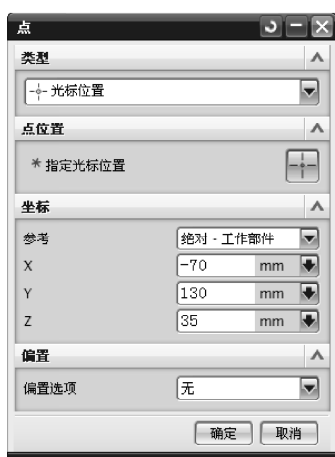 点
类型
光标位置
点位置
* 指定光标位置
坐标
参考 绝对 - 工作部件
X -70 mm
Y 130 mm
Z 35 mm
偏置
偏置选项 无
确定 取消